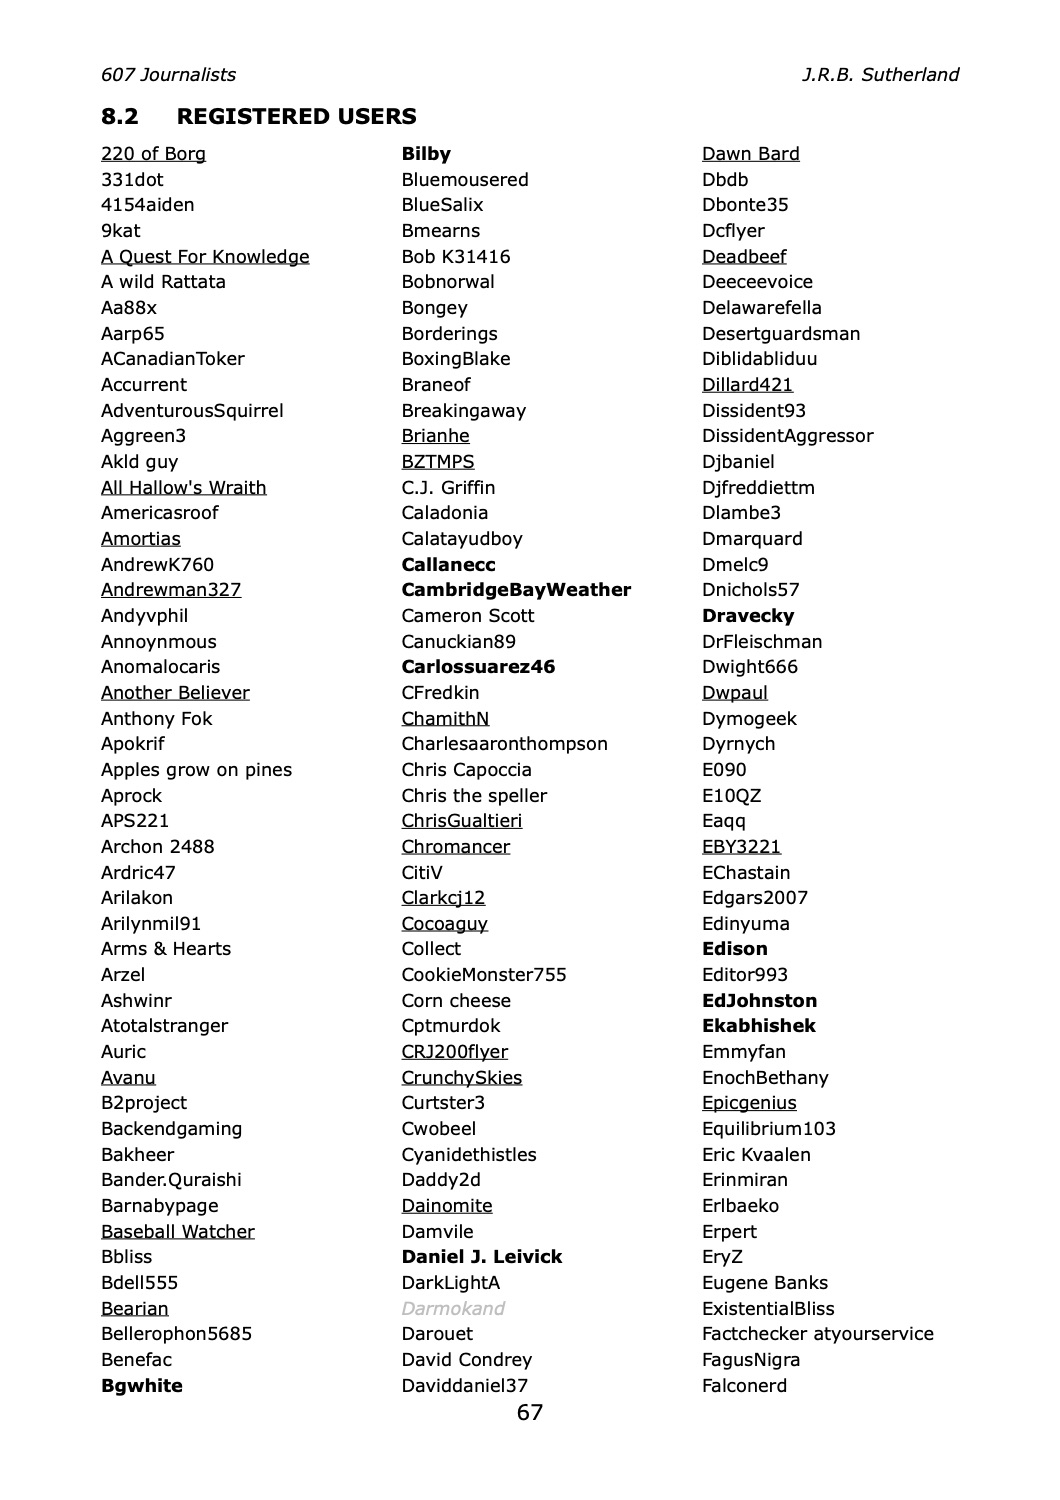 607 Journalists
J.R.B. Sutherland
8.2 REGISTERED USERS
220 of Borg
331dot
4154aiden
9kat
A Quest For Knowledge
A wild Rattata
Aa88x
Aarp65
ACanadianToker
Accurrent
AdventurousSquirrel
Aggreen3
Akld guy
All Hallow's Wraith
Americasroof
Amortias
AndrewK760
Andrewman327
Andyvphil
Annoynmous
Anomalocaris
Another Believer
Anthony Fok
Apokrif
Apples grow on pines
Aprock
APS221
Archon 2488
Ardric47
Arilakon
Arilynmil91
Arms & Hearts
Arzel
Ashwinr
Atotalstranger
Auric
Avanu
B2project
Backendgaming
Bakheer
Bander.Quraishi
Barnabypage
Baseball Watcher
Bbliss
Bdell555
Bearian
Bellerophon5685
Benefac
Bgwhite
Bilby
Bluemousered
BlueSalix
Bmearns
Bob K31416
Bobnorwal
Bongey
Borderings
BoxingBlake
Braneof
Breakingaway
Brianhe
BZTMPS
C.J. Griffin
Caladonia
Calatayudboy
Callanecc
CambridgeBayWeather
Cameron Scott
Canuckian89
Carlossuarez46
CFredkin
ChamithN
Charlesaaronthompson
Chris Capoccia
Chris the speller
ChrisGualtieri
Chromancer
CitiV
Clarkcj12
Cocoaguy
Collect
CookieMonster755
Corn cheese
Cptmurdok
CRJ200flyer
CrunchySkies
Curtster3
Cwobeel
Cyanidethistles
Daddy2d
Dainomite
Damvile
Daniel J. Leivick
DarkLightA
Darmokand
Darouet
David Condrey
Daviddaniel37
Dawn Bard
Dbdb
Dbonte35
Dcflyer
Deadbeef
Deeceevoice
Delawarefella
Desertguardsman
Diblidabliduu
Dillard421
Dissident93
DissidentAggressor
Djbaniel
Djfreddiettm
Dlambe3
Dmarquard
Dmelc9
Dnichols57
Dravecky
DrFleischman
Dwight666
Dwpaul
Dymogeek
Dyrnych
E090
E10QZ
Eaqq
EBY3221
EChastain
Edgars2007
Edinyuma
Edison
Editor993
EdJohnston
Ekabhishek
Emmyfan
EnochBethany
Epicgenius
Equilibrium103
Eric Kvaalen
Erinmiran
Erlbaeko
Erpert
EryZ
Eugene Banks
ExistentialBliss
Factchecker atyourservice
FagusNigra
Falconerd
67